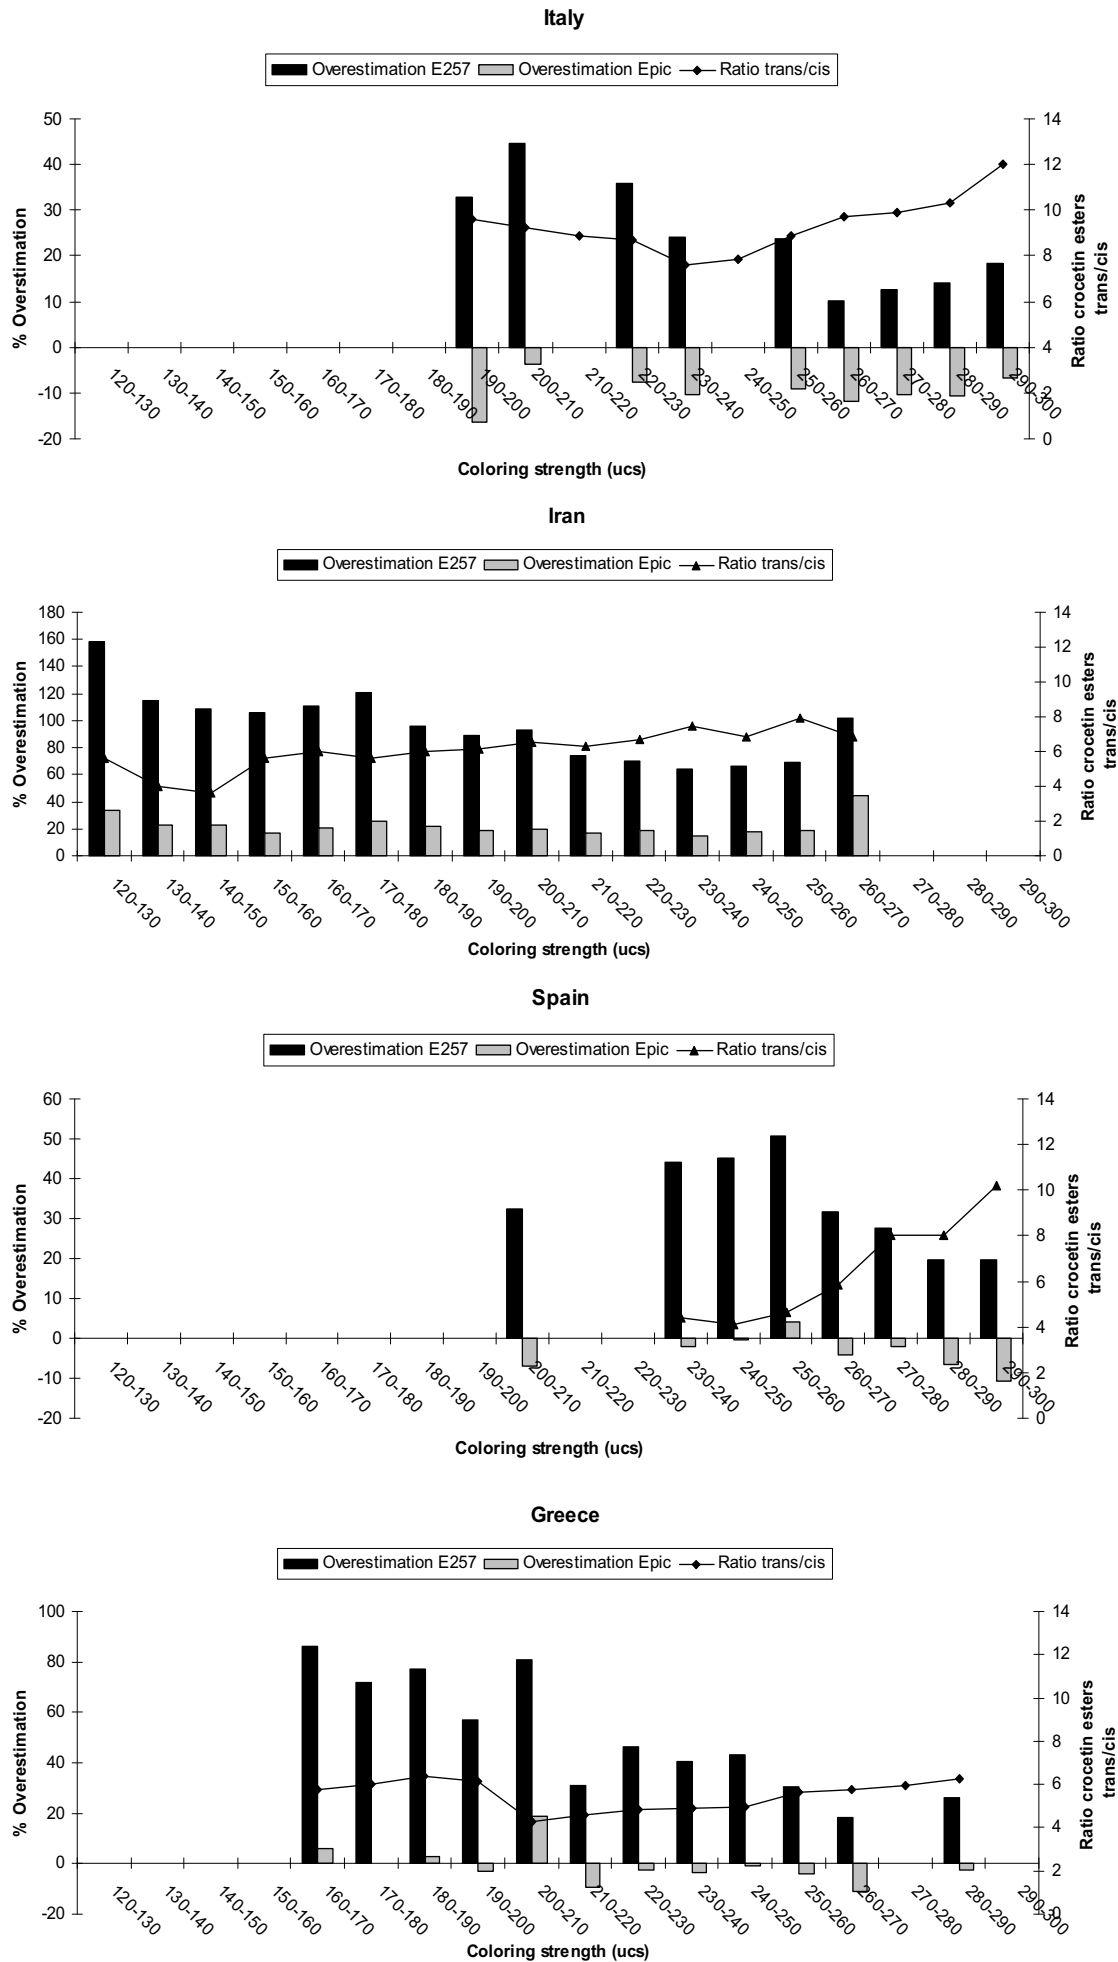 Italy
Overestimation E257 Overestimation Epic Ratio trans/cis
50
40
30
20
10
0
-10
-20
% Overstimation
14
12
10
8
6
4
2
0
Ratio crocetin esters
trans/cis
120-130 130-140 140-150 150-160 160-170 170-180 180-190 190-200 200-210 210-220 220-230 230-240 240-250 250-260 260-270 270-280 280-290 290-300
Coloring strength (ucs)
Iran
Overestimation E257 Overestimation Epic Ratio trans/cis
180
160
140
120
100
80
60
40
20
0
% Overestimation
14
12
10
8
6
4
2
0
Ratio crocetin esters
trans/cis
120-130 130-140 140-150 150-160 160-170 170-180 180-190 190-200 200-210 210-220 220-230 230-240 240-250 250-260 260-270 270-280 280-290 290-300
Coloring strength (ucs)
Spain
Overestimation E257 Overestimation Epic Ratio trans/cis
60
50
40
30
20
10
0
-10
-20
% Overestimation
14
12
10
8
6
4
2
0
Ratio crocetin esters
trans/cis
120-130 130-140 140-150 150-160 160-170 170-180 180-190 190-200 200-210 210-220 220-230 230-240 240-250 250-260 260-270 270-280 280-290 290-300
Coloring strength (ucs)
Greece
Overestimation E257 Overestimation Epic Ratio trans/cis
100
80
60
40
20
0
-20
% Overestimation
14
12
10
8
6
4
2
0
Ratio crocetin esters
trans/cis
120-130 130-140 140-150 150-160 160-170 170-180 180-190 190-200 200-210 210-220 220-230 230-240 240-250 250-260 260-270 270-280 280-290 290-300
Coloring strength (ucs)